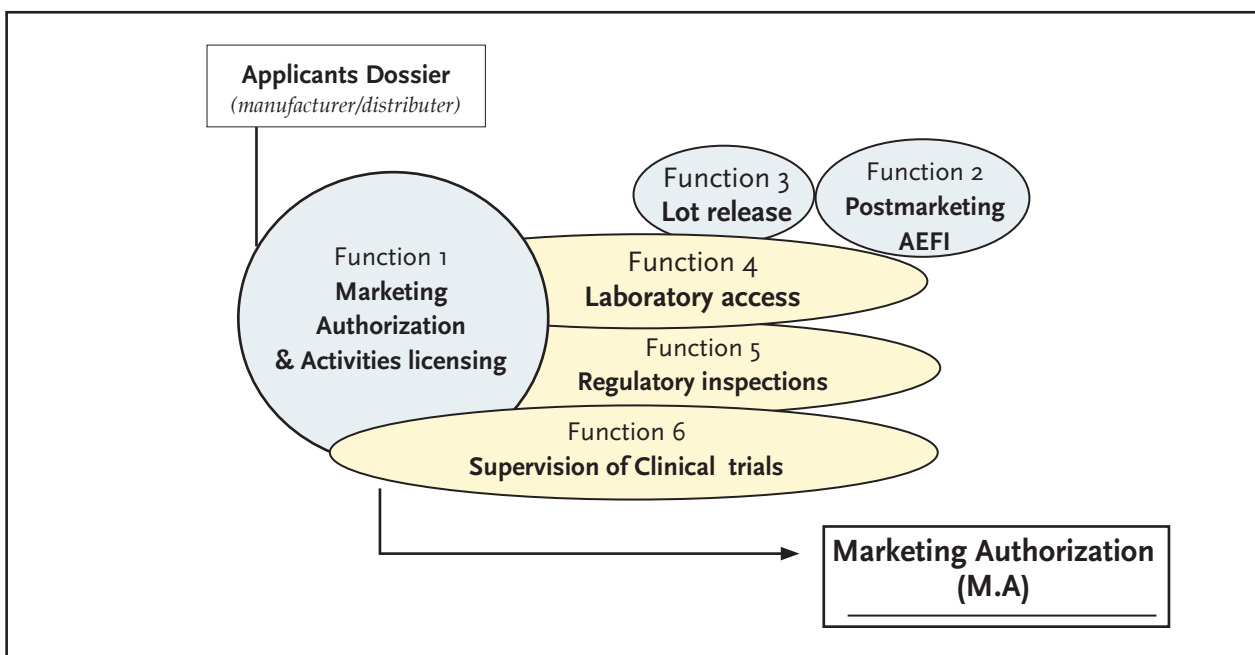 Applicants Dossier
(manufacturer/distributer)
Function 3
Lot release
Function 2
Postmarketing
AEFI
Function 1
Marketing
Authorization
& Activities licensing
Function 4
Laboratory access
Function 5
Regulatory inspections
Function 6
Supervision of Clinical trials
Marketing Authorization
(M.A)